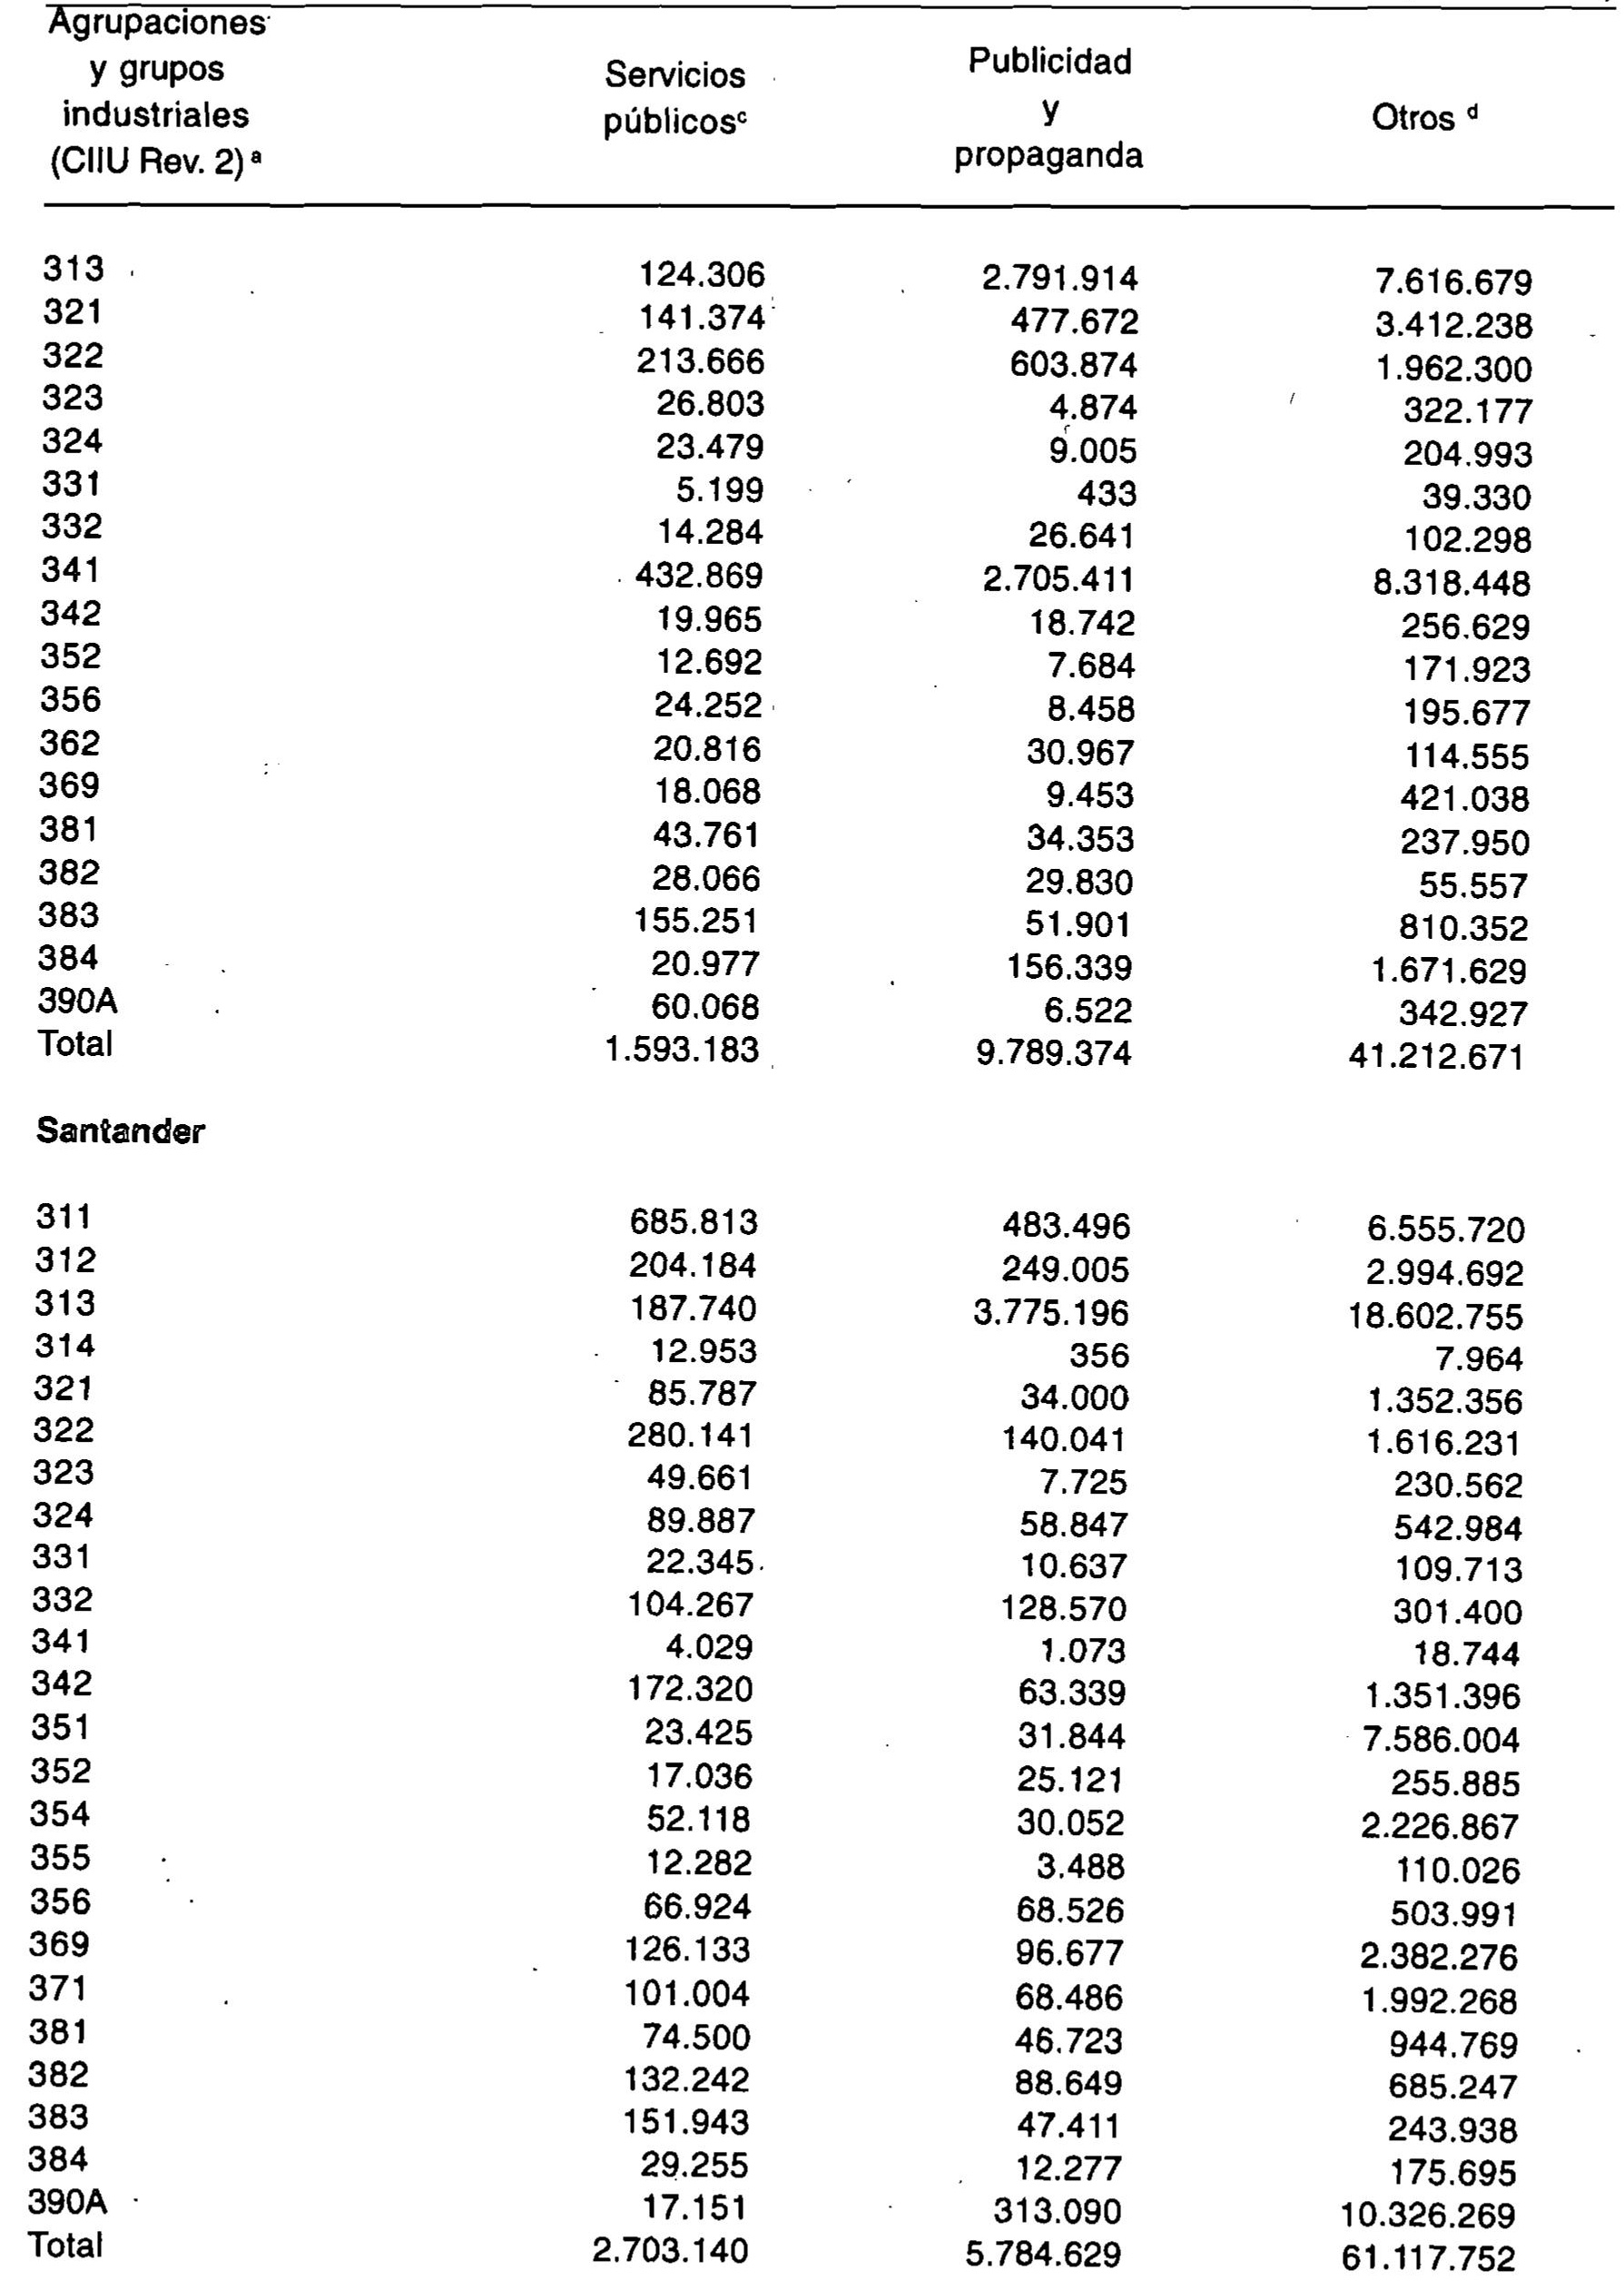 Agrupaciones
y grupos
industriales
(CIIU Rev. 2) a
Servicios
públicos c
Publicidad
y
propaganda
Otros d
313 124.306 2.791.914 7.616.679
321 141.374 477.672 3.412.238
322 213.666 603.874 1.962.300
323 26.803 4.874 322.177
324 23.479 9.005 204.993
331 5.199 433 39.330
332 14.284 26.641 102.298
341 432.869 2.705.411 8.318.448
342 19.965 18.742 256.629
352 12.692 7.684 171.923
356 24.252 8.458 195.677
362 20.816 30.967 114.555
369 18.068 9.453 421.038
381 43.761 34.353 237.950
382 28.066 29.830 55.557
383 155.251 51.901 810.352
384 20.977 156.339 1.671.629
390A 60.068 6.522 342.927
Total 1.593.183 9.789.374 41.212.671
Santander
311 685.813 483.496 6.555.720
312 204.184 249.005 2.994.692
313 187.740 3.775.196 18.602.755
314 12.953 356 7.964
321 85.787 34.000 1.352.356
322 280.141 140.041 1.616.231
323 49.661 7.725 230.562
324 89.887 58.847 542.984
331 22.345 10.637 109.713
332 104.267 128.570 301.400
341 4.029 1.073 18.744
342 172.320 63.339 1.351.396
351 23.425 31.844 7.586.004
352 17.036 25.121 255.885
354 52.118 30.052 2.226.867
355 12.282 3.488 110.026
356 66.924 68.526 503.991
369 126.133 96.677 2.382.276
371 101.004 68.486 1.992.268
381 74.500 46.723 944.769
382 132.242 88.649 685.247
383 151.943 47.411 243.938
384 29.255 12.277 175.695
390A 17.151 313.090 10.326.269
Total 2.703.140 5.784.629 61.117.752